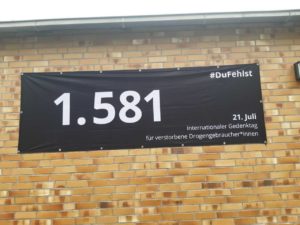 #DuFehlst
1.581
21. Juli
Internationaler Gedenktag
für verstorbene Drogengebraucher*innen